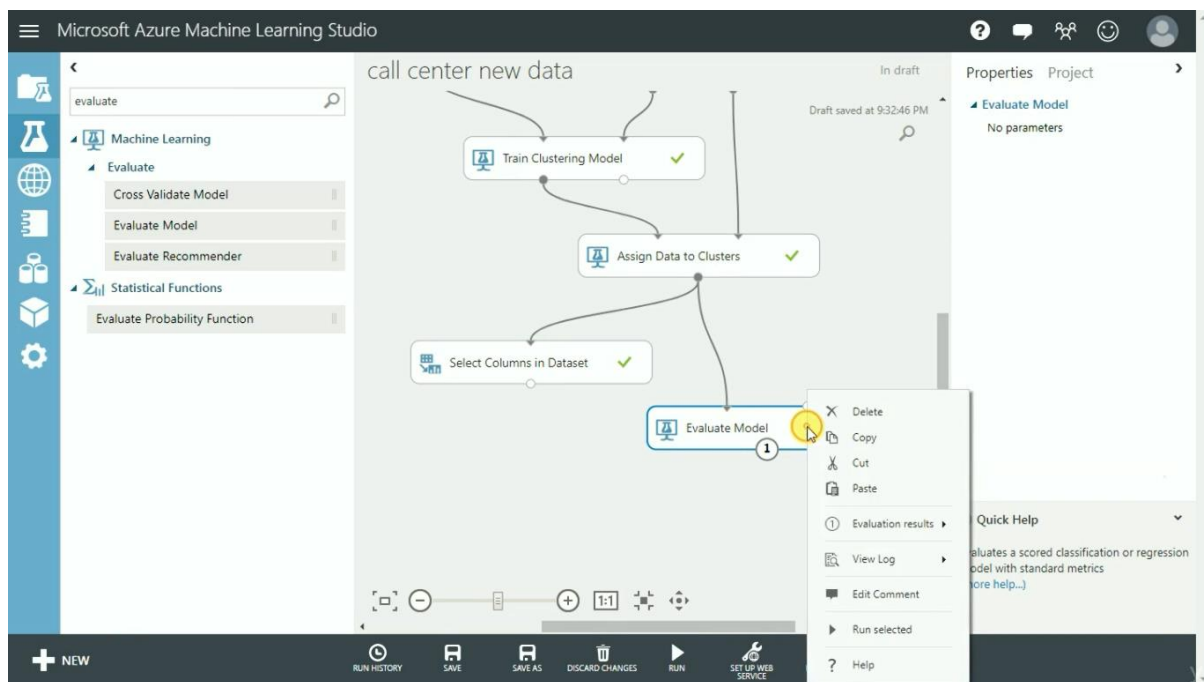 Microsoft Azure Machine Learning Studio
evaluate
Machine Learning
Evaluate
Cross Validate Model
Evaluate Model
Evaluate Recommender
Statistical Functions
Evaluate Probability Function
call center new data
In draft
Draft saved at 9:32:46 PM
Train Clustering Model
Assign Data to Clusters
Select Columns in Dataset
Evaluate Model
1
Delete
Copy
Cut
Paste
1 Evaluation results
View Log
Edit Comment
Run selected
? Help
Properties Project
Evaluate Model
No parameters
Quick Help
aluates a scored classification or regression
odel with standard metrics
ore help...)
1:1
NEW
RUN HISTORY
SAVE
SAVE AS
DISCARD CHANGES
RUN
SET UP WEB
SERVICE